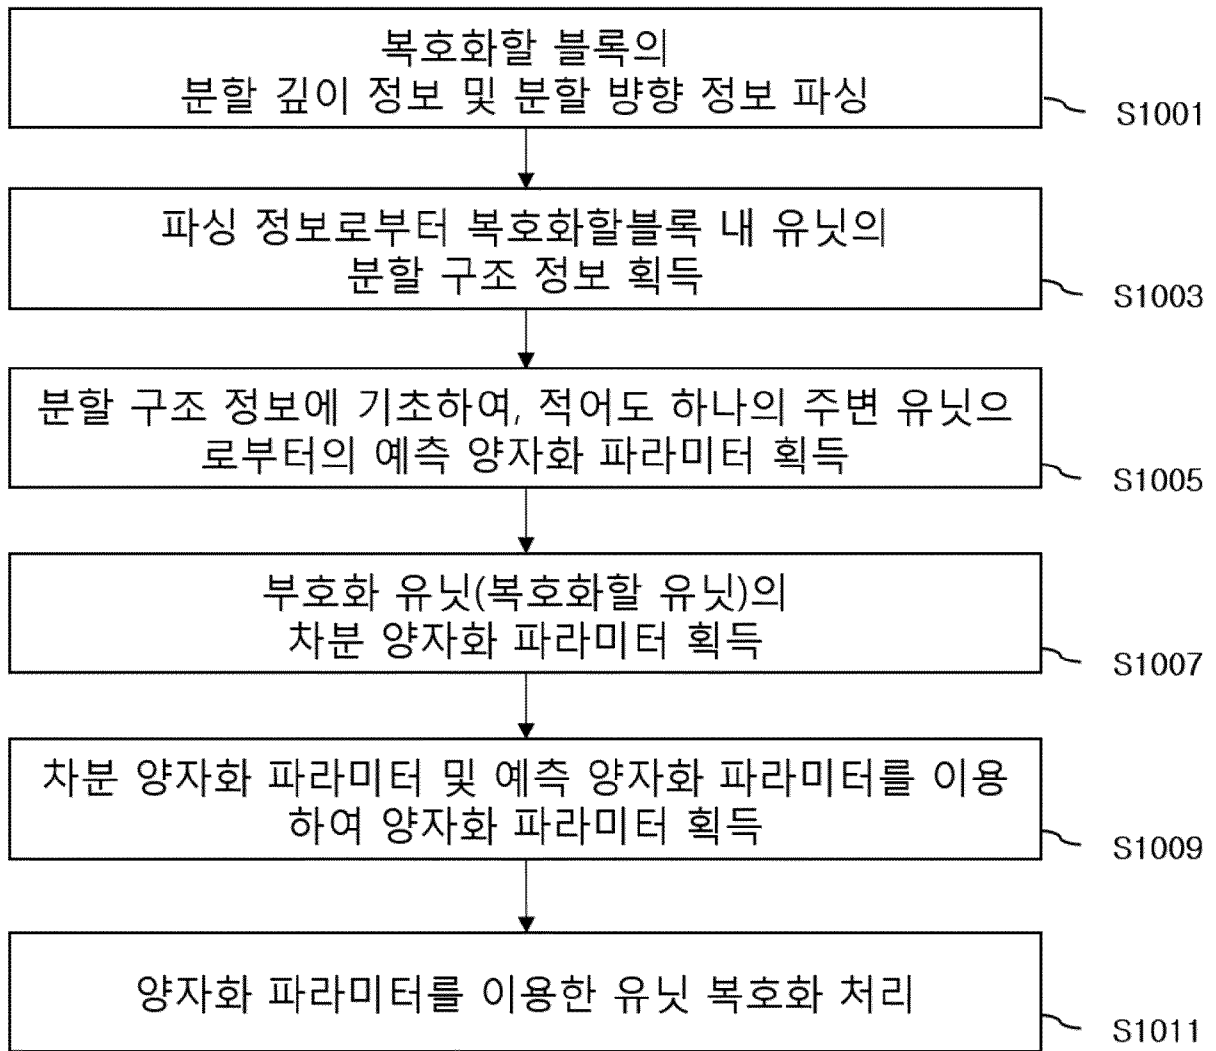 복호화할 블록의
분할 깊이 정보 및 분할 방향 정보 파싱
S1001
파싱 정보로부터 복호화할블록 내 유닛의
분할 구조 정보 획득
S1003
분할 구조 정보에 기초하여, 적어도 하나의 주변 유닛으
로부터의 예측 양자화 파라미터 획득
S1005
부호화 유닛(복호화할 유닛)의
차분 양자화 파라미터 획득
S1007
차분 양자화 파라미터 및 예측 양자화 파라미터를 이용
하여 양자화 파라미터 획득
S1009
양자화 파라미터를 이용한 유닛 복호화 처리
S1011